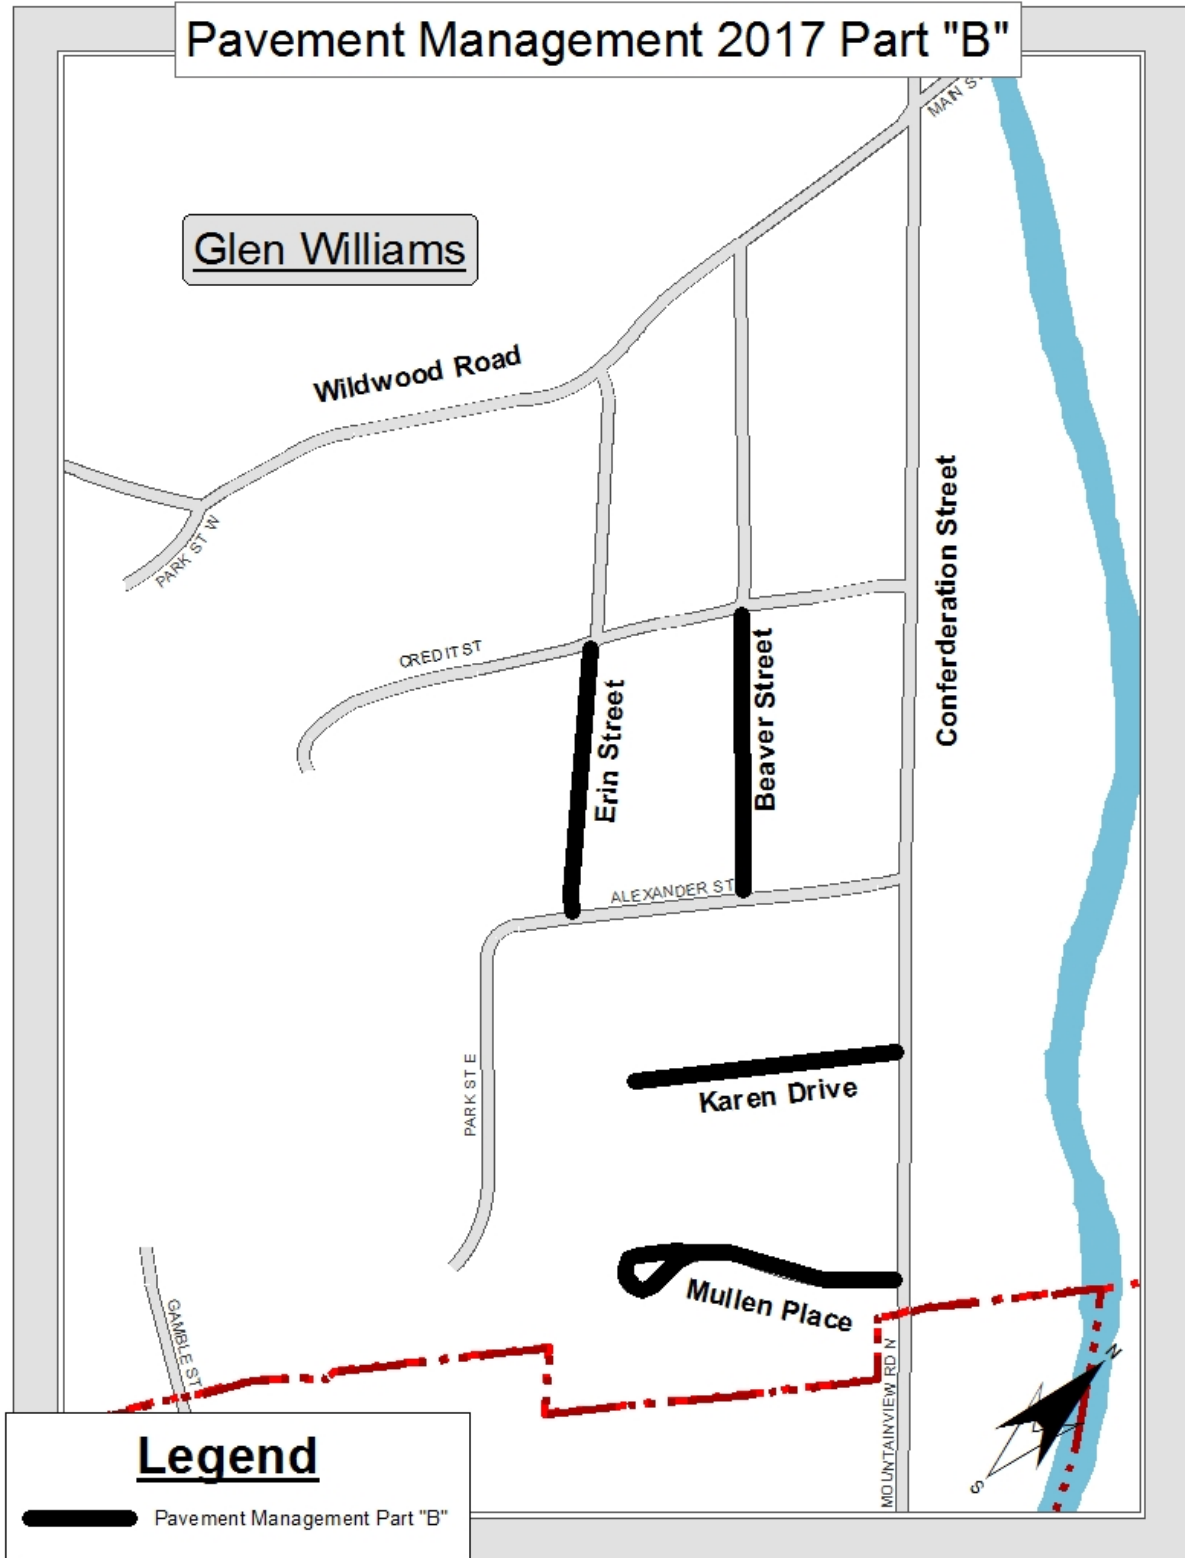 Pavement Management 2017 Part "B"
MAIN S
Glen Williams
Wildwood Road
PARK ST W
Conferderation Street
CREDIT ST
Beaver Street
Erin Street
ALEXANDER ST
PARK ST E
Karen Drive
Mullen Place
GAMBLE ST
MOUNTAINVIEW RD N
N
S
Legend
Pavement Management Part "B"